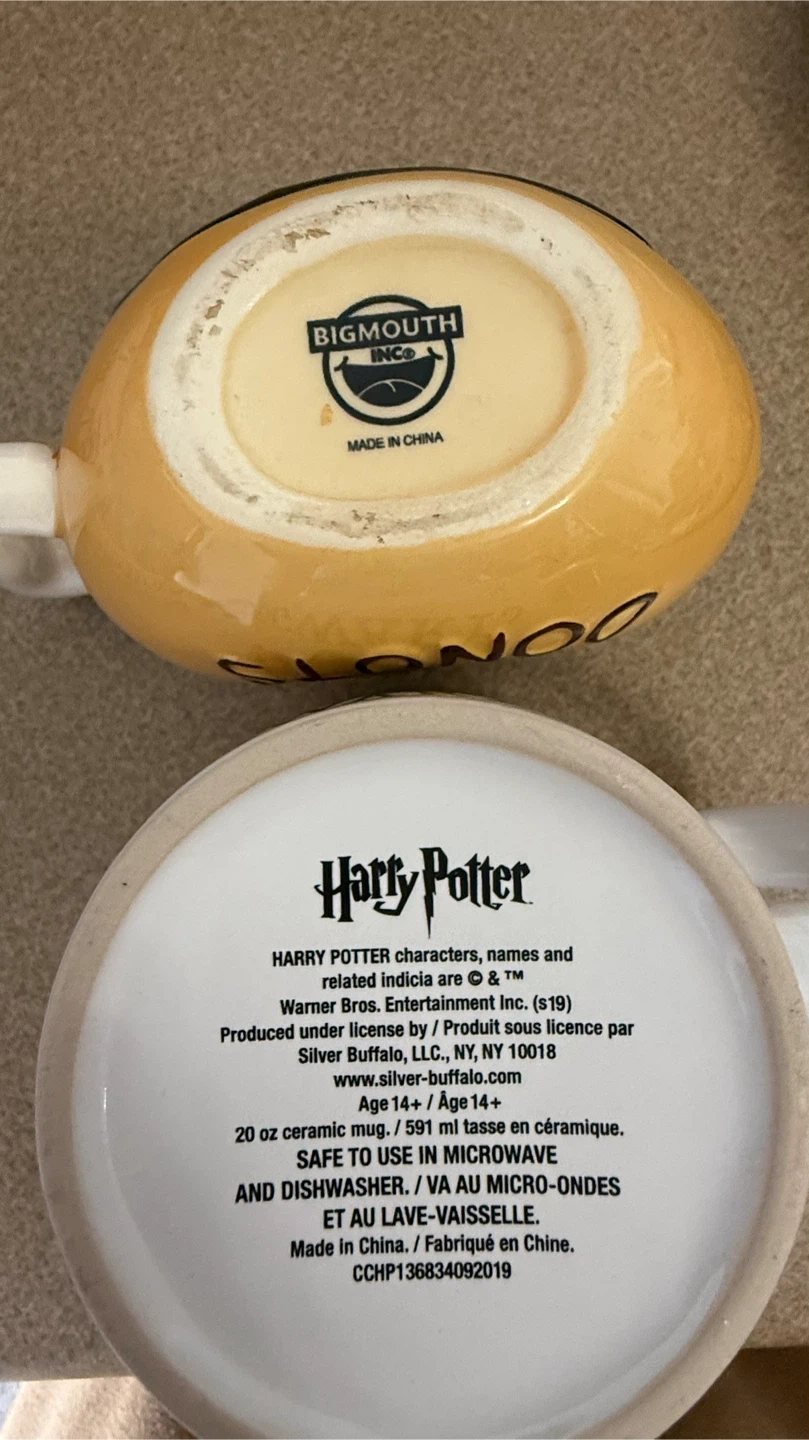 BIGMOUTH
INC®
MADE IN CHINA
Harry Potter
HARRY POTTER characters, names and
related indicia are © & ™
Warner Bros. Entertainment Inc. (s19)
Produced under license by / Produit sous licence par
Silver Buffalo, LLC., NY, NY 10018
www.silver-buffalo.com
Age 14+ / Âge 14+
20 oz ceramic mug. / 591 ml tasse en céramique.
SAFE TO USE IN MICROWAVE
AND DISHWASHER. / VA AU MICRO-ONDES
ET AU LAVE-VAISSELLE.
Made in China. / Fabriqué en Chine.
CCHP136834092019